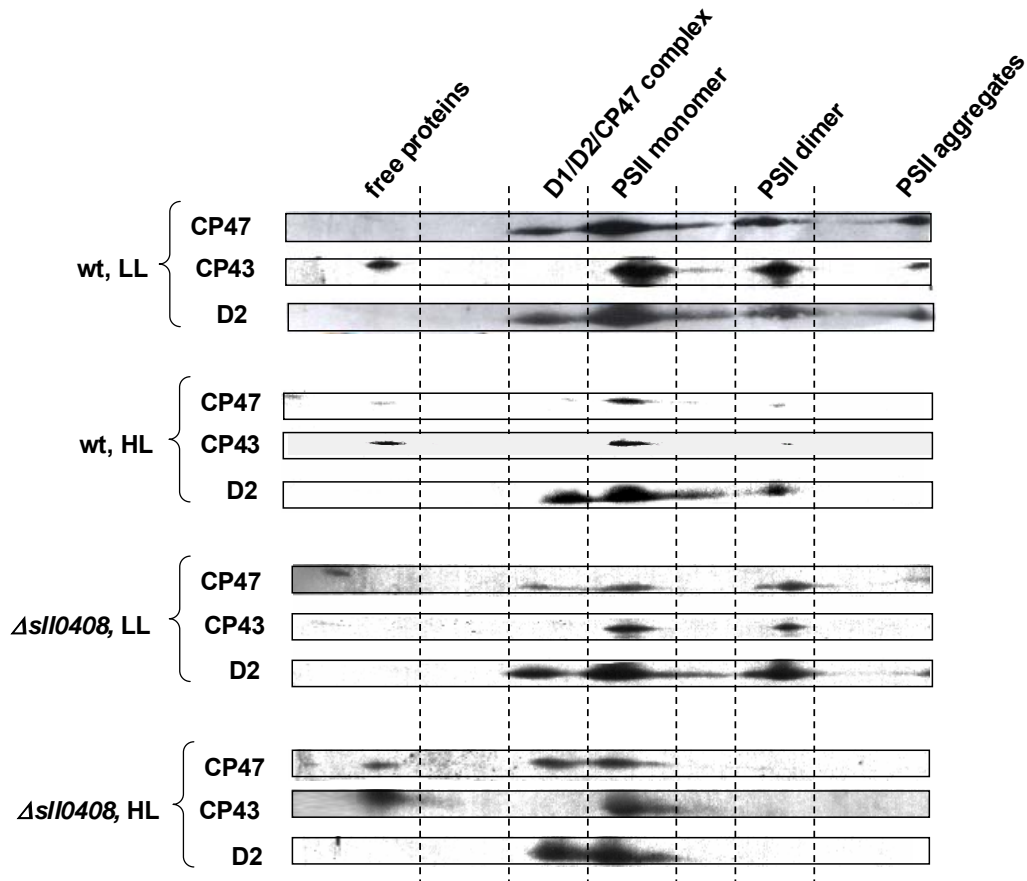 free proteins
D1/D2/CP47 complex
PSII monomer
PSII dimer
PSII aggregates
wt, LL
CP47
CP43
D2
wt, HL
CP47
CP43
D2
Δsll0408, LL
CP47
CP43
D2
Δsll0408, HL
CP47
CP43
D2